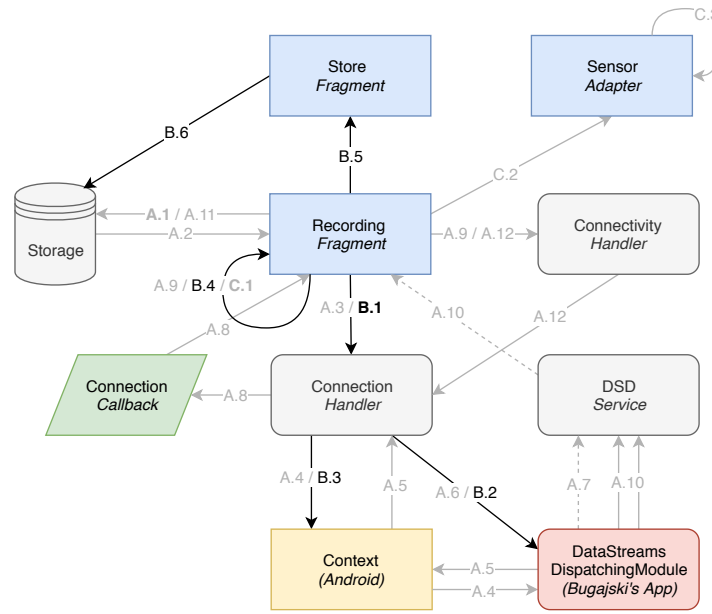 C.3
Store
Fragment
Sensor
Adapter
B.6
B.5
C.2
A.1 / A.11
A.2
Storage
Recording
Fragment
A.9 / A.12
Connectivity
Handler
A.9 / B.4 / C.1
A.3 / B.1
A.10
A.12
A.8
Connection
Callback
A.8
Connection
Handler
DSD
Service
A.4 / B.3
A.5
A.6 / B.2
A.7
A.10
Context
(Android)
A.5
A.4
DataStreams
DispatchingModule
(Bugajski's App)